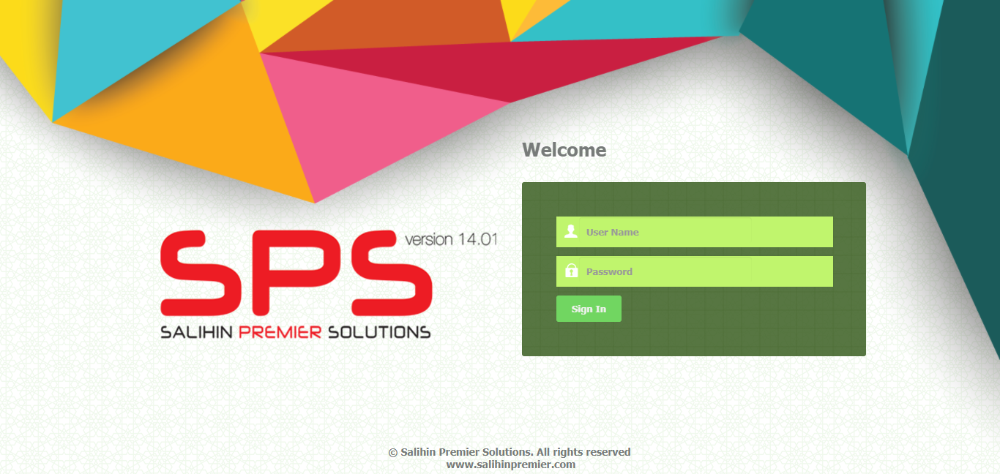 Welcome
SPS version 14.01
SALIHIN PREMIER SOLUTIONS
User Name
Password
Sign In
© Salihin Premier Solutions. All rights reserved
www.salihinpremier.com